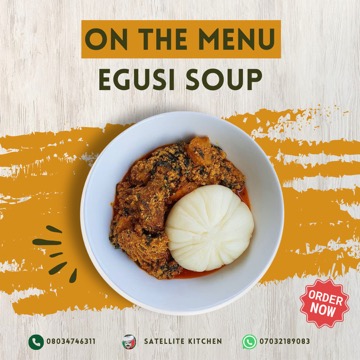 ON THE MENU
EGUSI SOUP
ORDER
NOW
08034746311
SATELLITE KITCHEN
07032189083